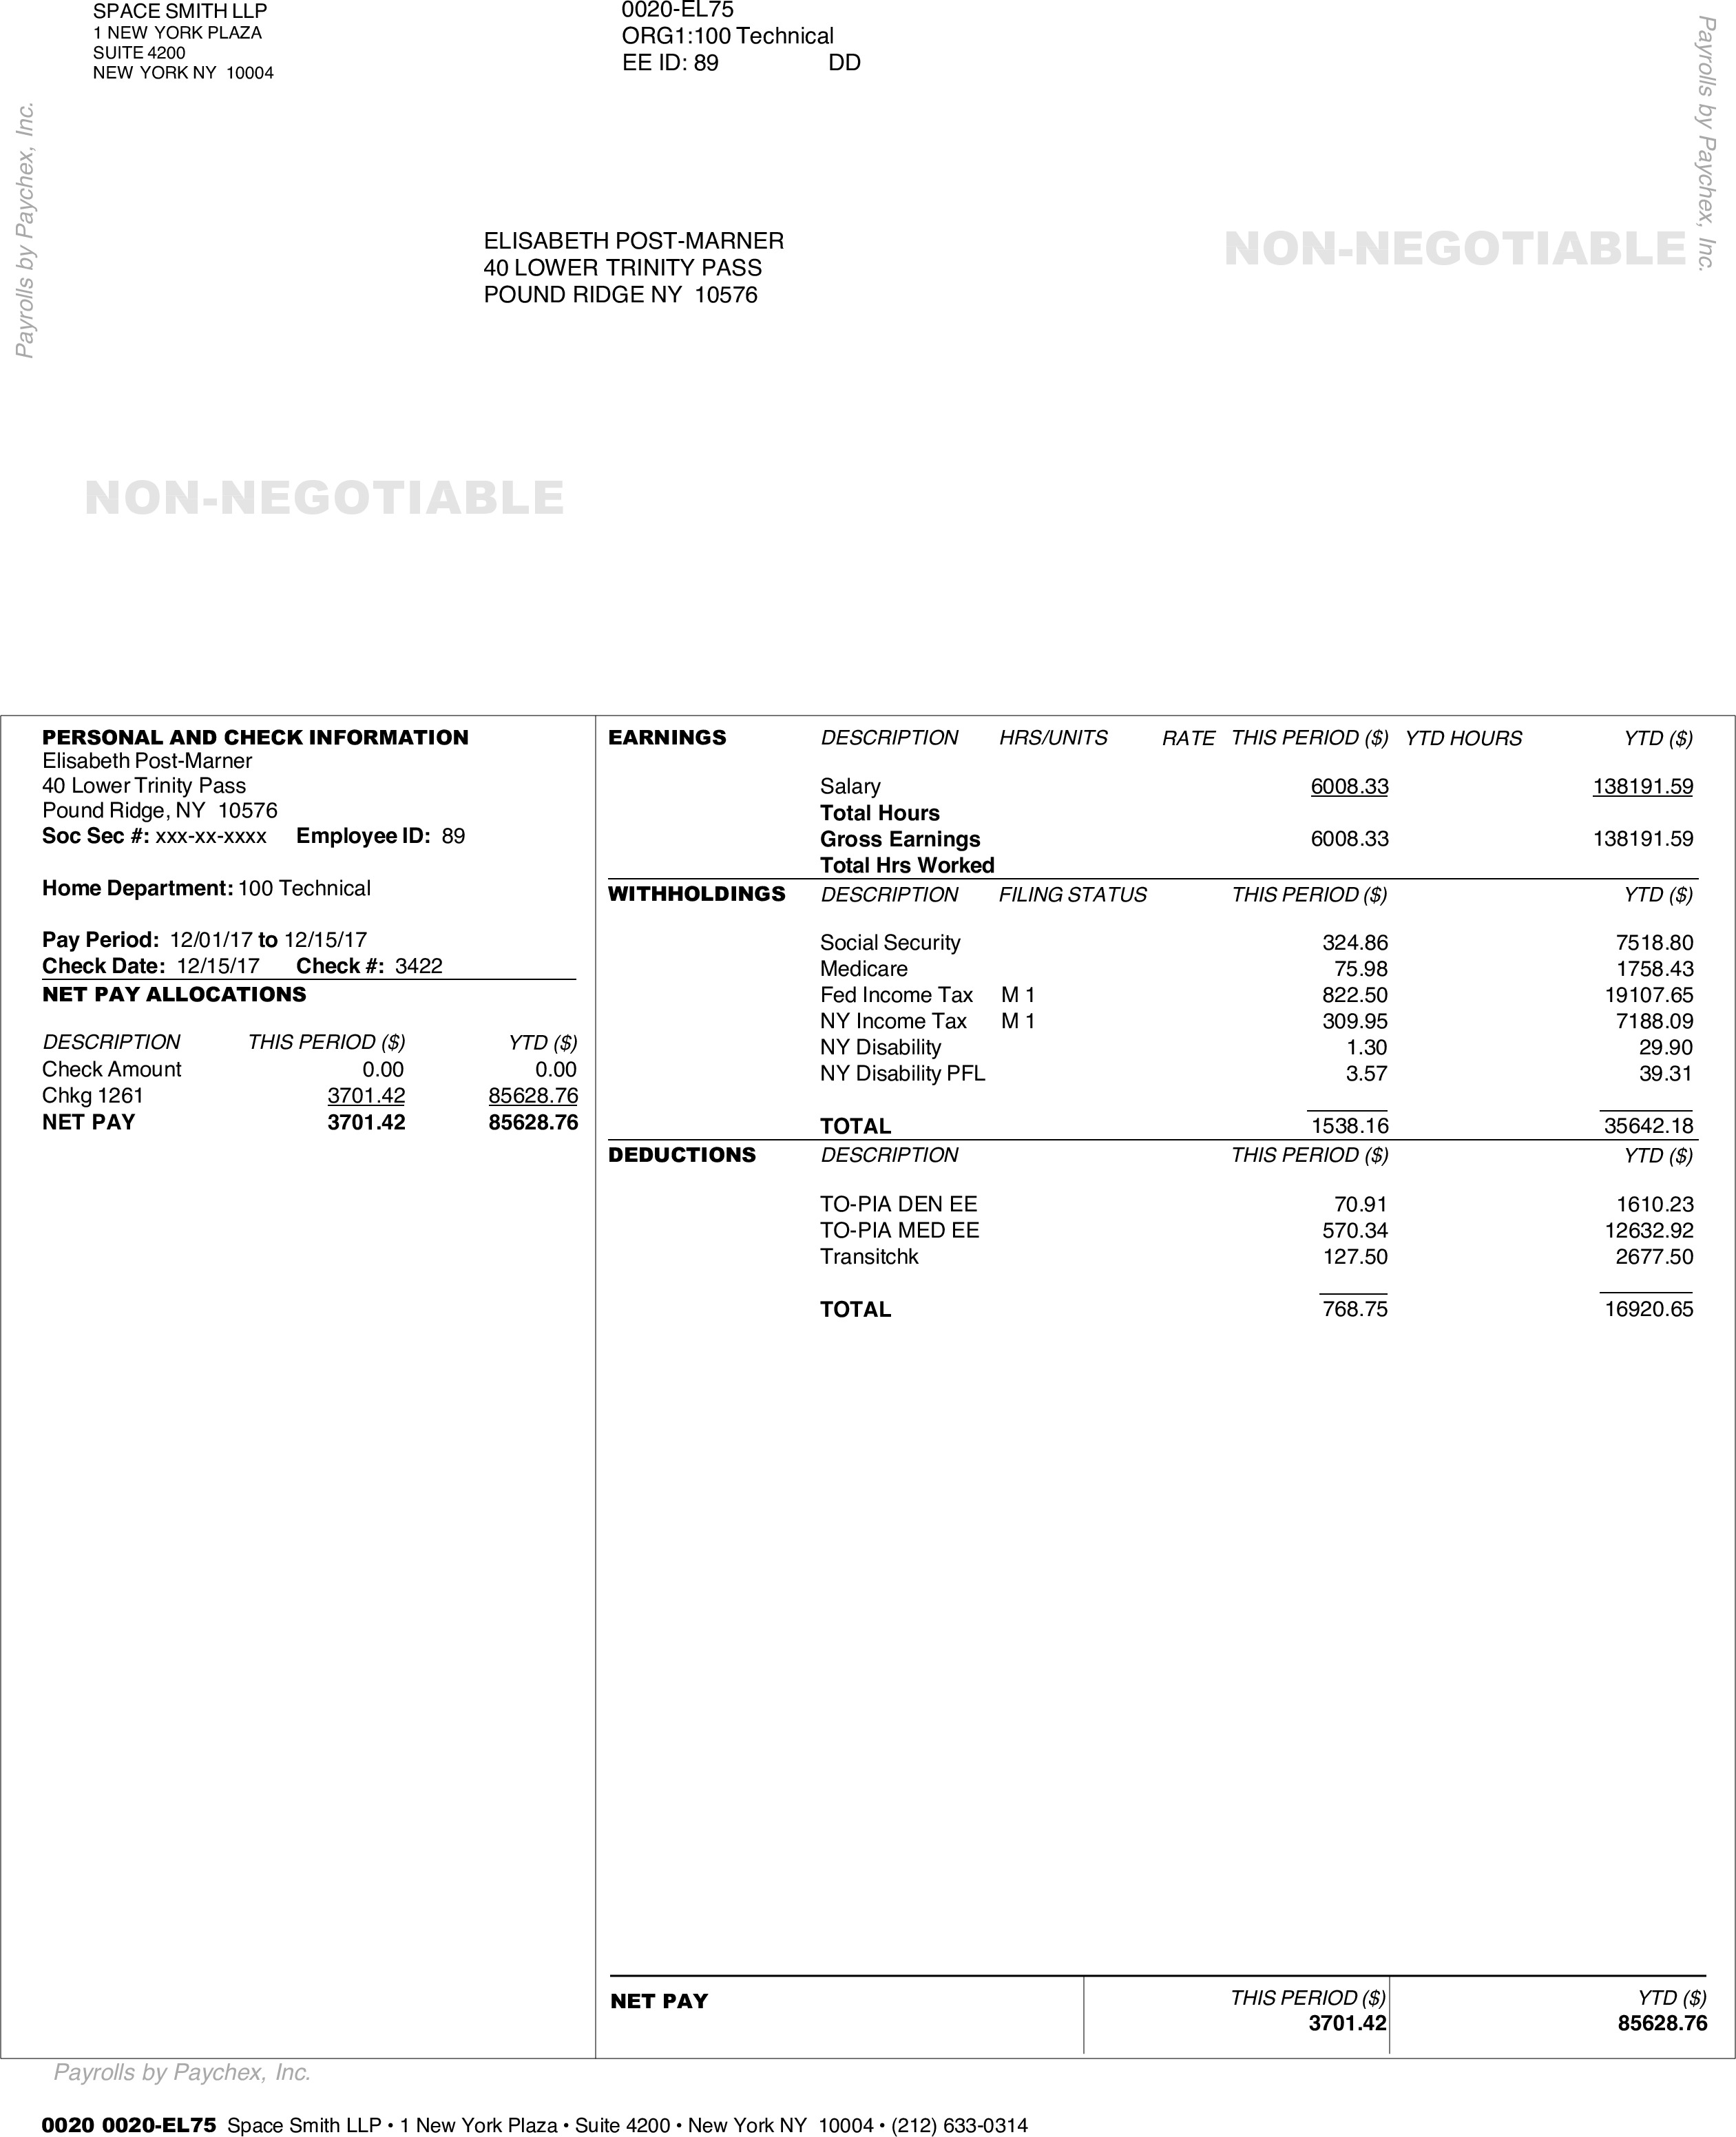 SPACE SMITH LLP
1 NEW YORK PLAZA
SUITE 4200
NEW YORK NY 10004
0020-EL75
ORG1:100 Technical
EE ID: 89 DD
Payrolls by Paychex, Inc.
Payrolls by Paychex, Inc.
ELISABETH POST-MARNER
40 LOWER TRINITY PASS
POUND RIDGE NY 10576
NON-NEGOTIABLE
NON-NEGOTIABLE
PERSONAL AND CHECK INFORMATION
Elisabeth Post-Marner
40 Lower Trinity Pass
Pound Ridge, NY 10576
Soc Sec #: xxx-xx-xxxx Employee ID: 89
Home Department: 100 Technical
Pay Period: 12/01/17 to 12/15/17
Check Date: 12/15/17 Check #: 3422
NET PAY ALLOCATIONS
DESCRIPTION THIS PERIOD ($) YTD ($)
Check Amount 0.00 0.00
Chkg 1261 3701.42 85628.76
NET PAY 3701.42 85628.76
EARNINGS DESCRIPTION HRS/UNITS RATE THIS PERIOD ($) YTD HOURS YTD ($)
Salary 6008.33 138191.59
Total Hours
Gross Earnings 6008.33 138191.59
Total Hrs Worked
WITHHOLDINGS DESCRIPTION FILING STATUS THIS PERIOD ($) YTD ($)
Social Security 324.86 7518.80
Medicare 75.98 1758.43
Fed Income Tax M 1 822.50 19107.65
NY Income Tax M 1 309.95 7188.09
NY Disability 1.30 29.90
NY Disability PFL 3.57 39.31
TOTAL 1538.16 35642.18
DEDUCTIONS DESCRIPTION THIS PERIOD ($) YTD ($)
TO-PIA DEN EE 70.91 1610.23
TO-PIA MED EE 570.34 12632.92
Transitchk 127.50 2677.50
TOTAL 768.75 16920.65
NET PAY THIS PERIOD ($) YTD ($)
3701.42 85628.76
Payrolls by Paychex, Inc.
0020 0020-EL75 Space Smith LLP • 1 New York Plaza • Suite 4200 • New York NY 10004 • (212) 633-0314